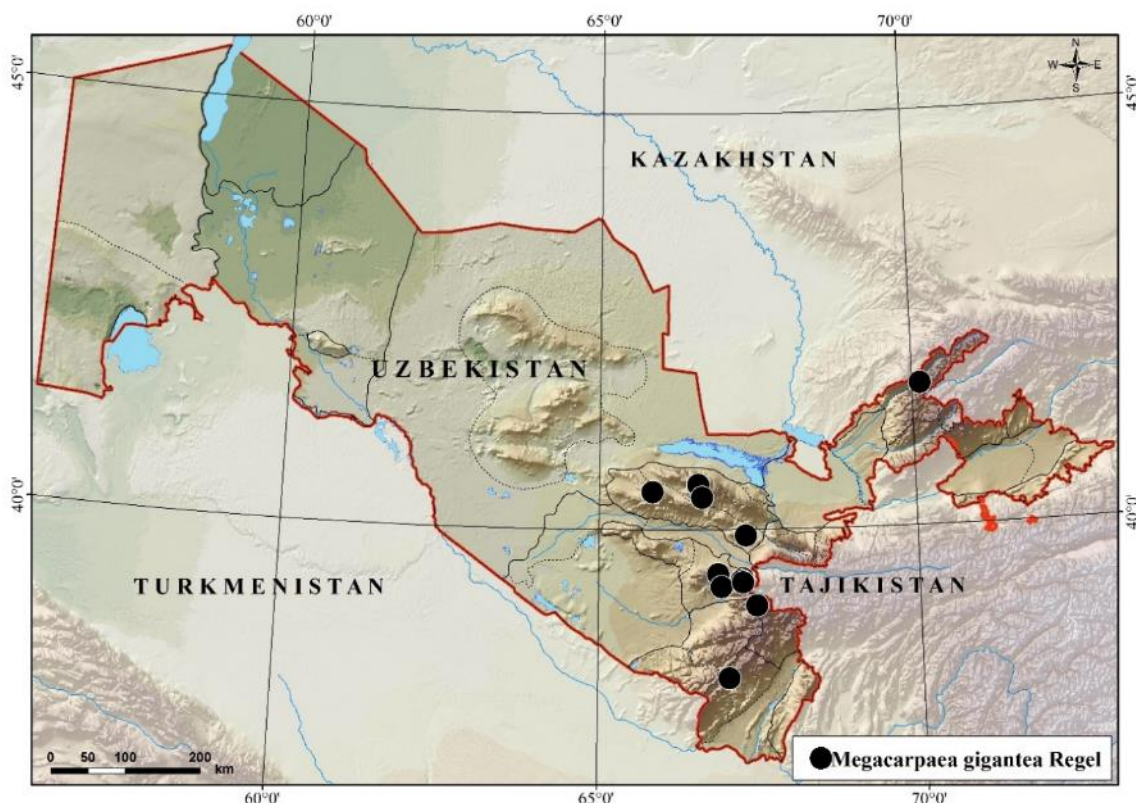 60°0'
65°0'
70°0'
45°0'
45°0'
N
W E
S
KAZAKHSTAN
UZBEKISTAN
40°0'
40°0'
TURKMENISTAN
TAJIKISTAN
0 50 100 200
km
Megacarpaea gigantea Regel
60°0'
65°0'
70°0'